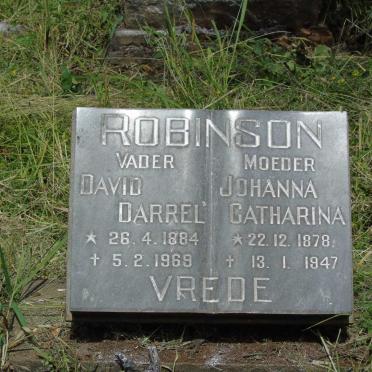 ROBINSON
VADER MOEDER
DAVID JOHANNA
DARREL CATHARINA
* 26. 4. 1884 * 22. 12. 1878
† 5. 2. 1969 † 13. 1. 1947
VREDE